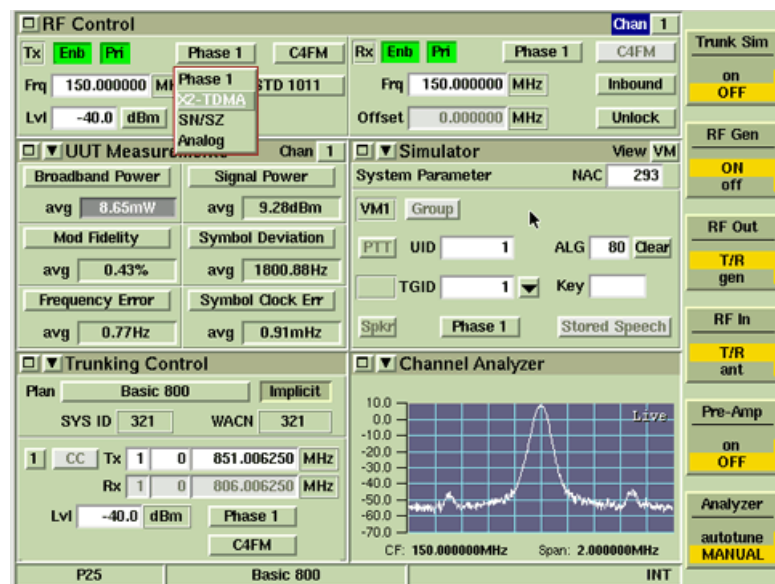 RF Control Chan 1
Tx Enb Pri Phase 1 C4FM
Frq 150.000000 STD 1011
Lvl -40.0 dBm
Phase 1
X2-TDMA
SN/SZ
Analog
Rx Enb Pri Phase 1 C4FM
Frq 150.000000 MHz Inbound
Offset 0.000000 MHz Unlock
UUT Chan 1
Broadband Power Signal Power
avg 8.65mW avg 9.28dBm
Mod Fidelity Symbol Deviation
avg 0.43% avg 1800.88Hz
Frequency Error Symbol Clock Err
avg 0.77Hz avg 0.91mHz
Simulator View VM
System Parameter NAC 293
VM1 Group
PTT UID 1 ALG 80 Clear
TGID 1 Key
Spkr Phase 1 Stored Speech
Trunking Control
Plan Basic 800 Implicit
SYS ID 321 WACN 321
1 CC Tx 1 0 851.006250 MHz
Rx 1 0 806.006250 MHz
Lvl -40.0 dBm Phase 1
C4FM
Channel Analyzer
Live
10.0
0.0
-10.0
-20.0
-30.0
-40.0
-50.0
-60.0
-70.0
CF: 150.000000MHz Span: 2.000000MHz
Trunk Sim
on
OFF
RF Gen
ON
off
RF Out
T/R
gen
RF In
T/R
ant
Pre-Amp
on
OFF
Analyzer
autotune
MANUAL
P25 Basic 800 INT